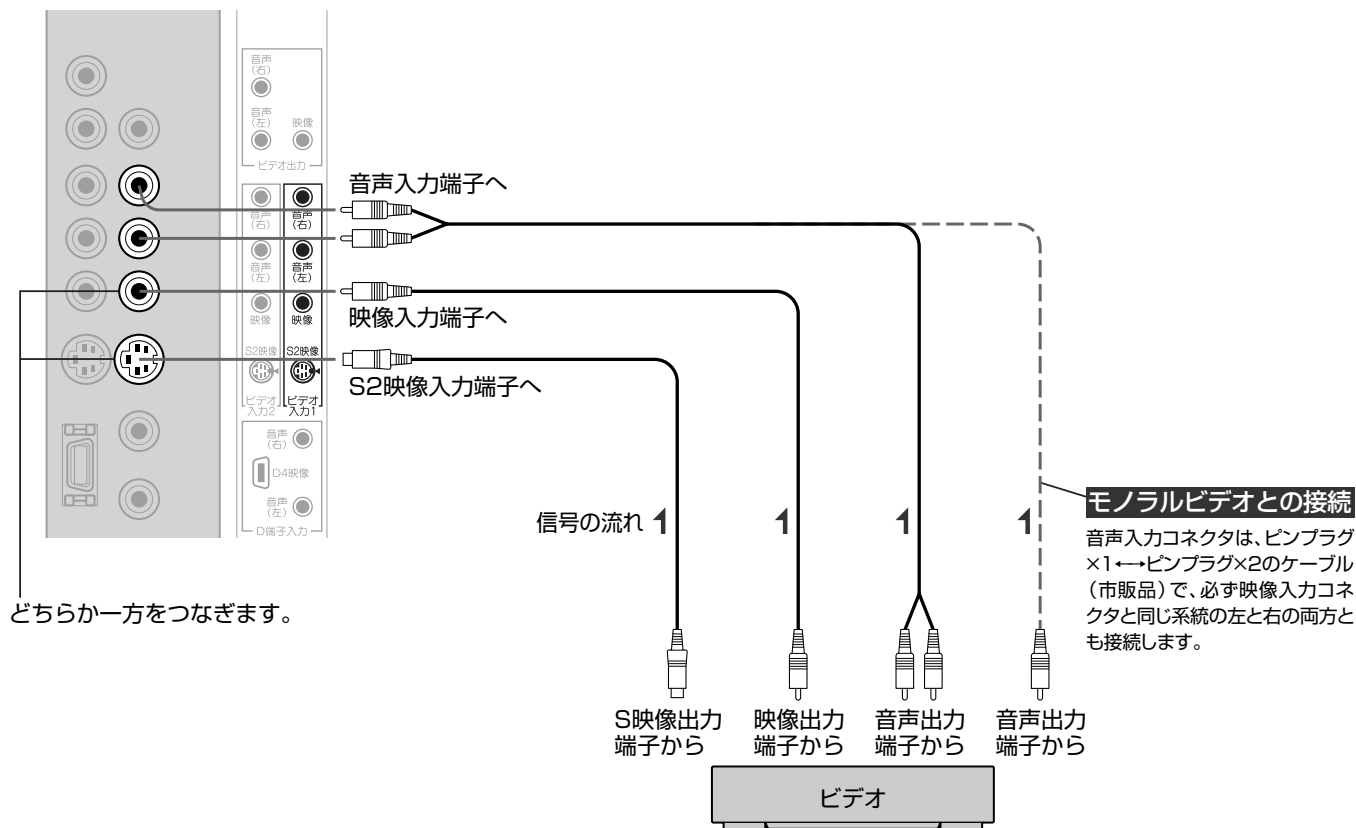 音声
(右)
音声
(左)
映像
ビデオ出力
音声
(右)
音声
(左)
映像
S2映像
ビデオ
入力2
音声
(右)
音声
(左)
映像
S2映像
ビデオ
入力1
音声
(右)
D4映像
音声
(左)
D端子入力
音声入力端子へ
映像入力端子へ
S2映像入力端子へ
どちらか一方をつなぎます。
信号の流れ
モノラルビデオとの接続
音声入力コネクタは、ピンプラグ
×1←→ピンプラグ×2のケーブル
（市販品）で、必ず映像入力コネ
クタと同じ系統の左と右の両方と
も接続します。
S映像出力
端子から
映像出力
端子から
音声出力
端子から
音声出力
端子から
ビデオ